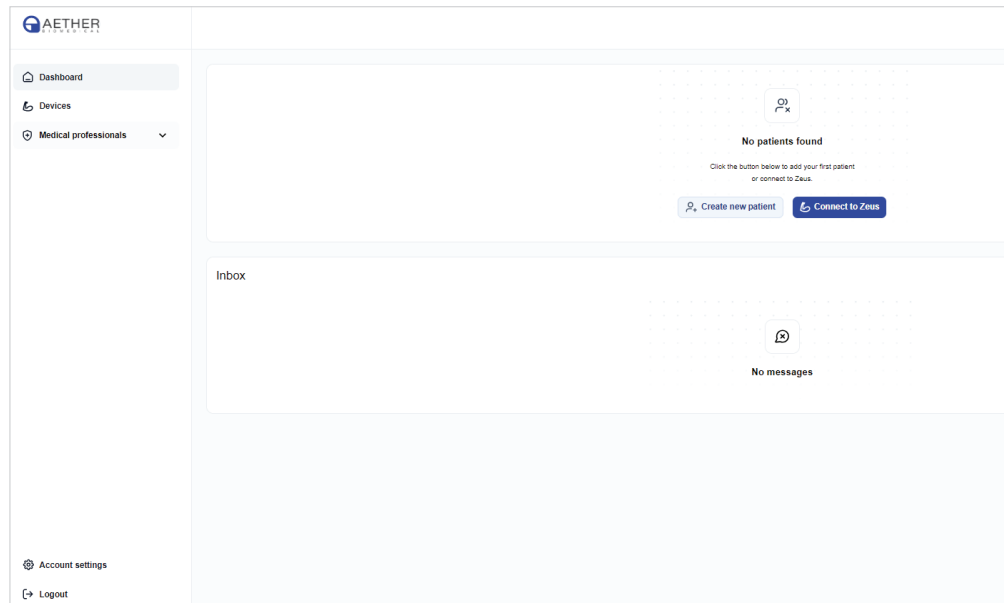 AETHER
BIOMEDICAL
Dashboard
Devices
Medical professionals
No patients found
Click the button below to add your first patient
or connect to Zeus.
Create new patient
Connect to Zeus
Inbox
No messages
Account settings
Logout